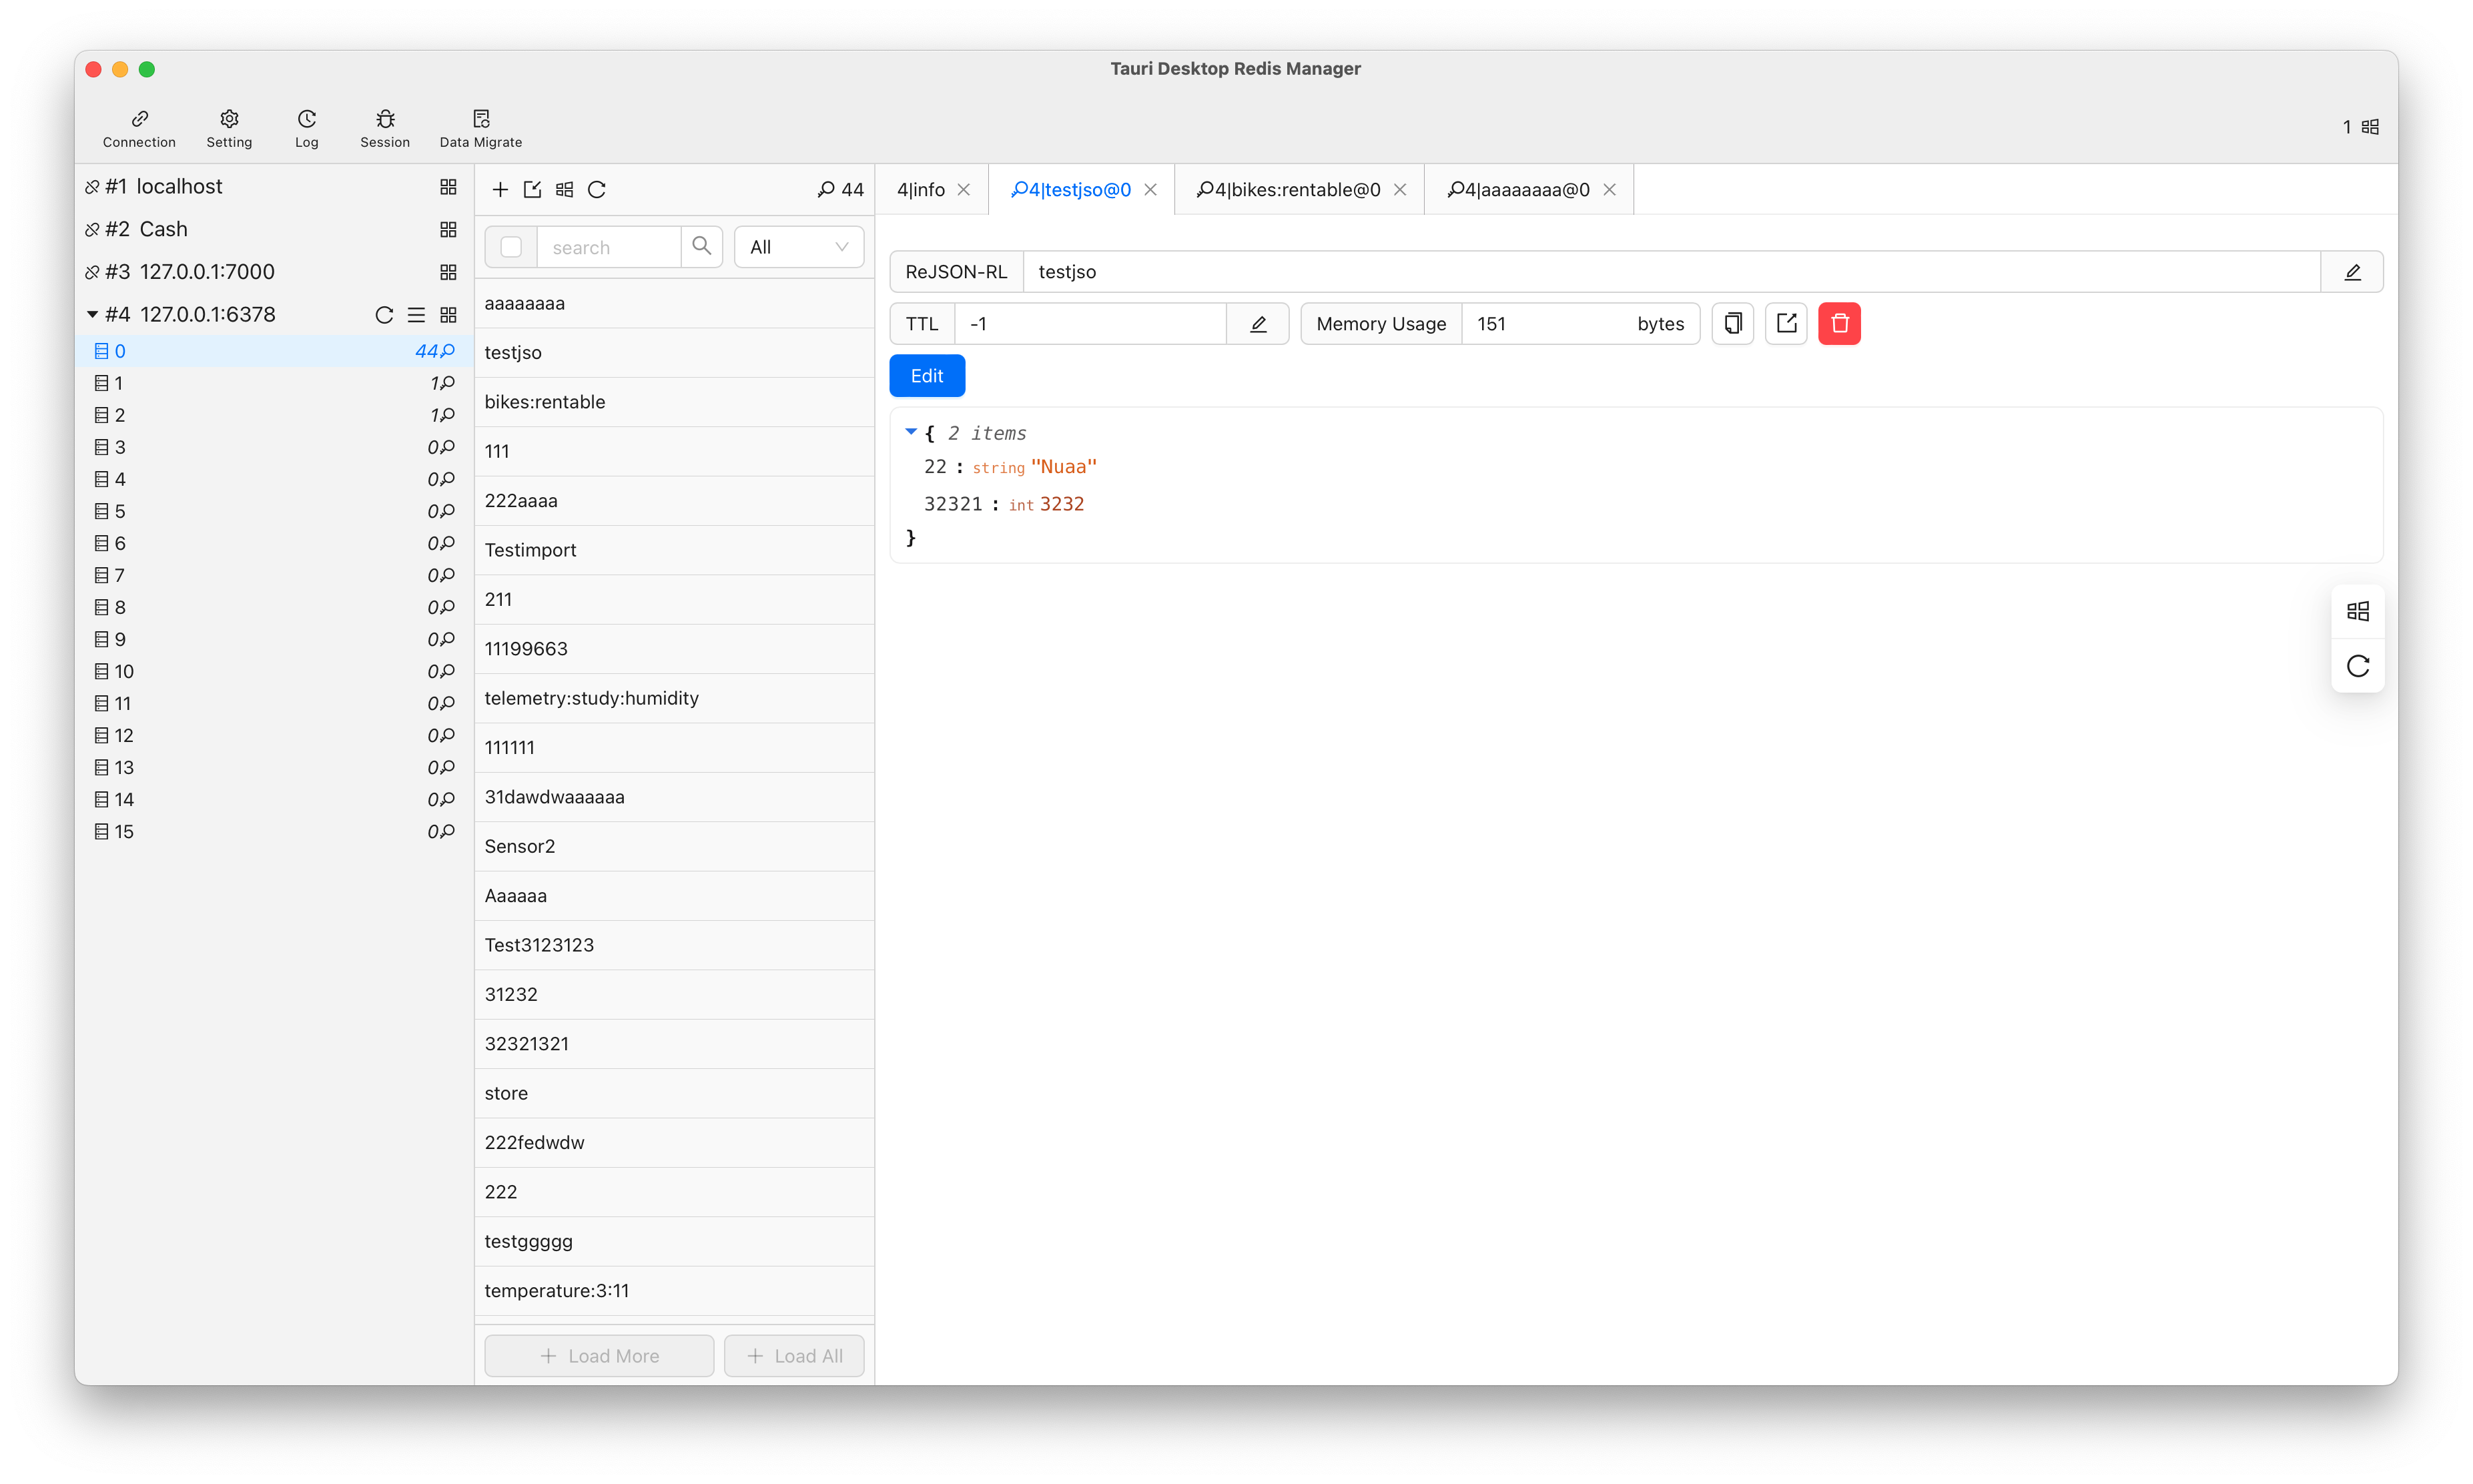 Tauri Desktop Redis Manager
Connection
Setting
Log
Session
Data Migrate
1
#1 localhost
#2 Cash
#3 127.0.0.1:7000
#4 127.0.0.1:6378
0 44
1 1
2 1
3 0
4 0
5 0
6 0
7 0
8 0
9 0
10 0
11 0
12 0
13 0
14 0
15 0
44
search
All
aaaaaaaa
testjso
bikes:rentable
111
222aaaa
Testimport
211
11199663
telemetry:study:humidity
111111
31dawdwaaaaaa
Sensor2
Aaaaaa
Test3123123
31232
32321321
store
222fedwdw
222
testggggg
temperature:3:11
Load More
Load All
4|info
4|testjso@0
4|bikes:rentable@0
4|aaaaaaaa@0
ReJSON-RL testjso
TTL -1
Memory Usage 151 bytes
Edit
{ 2 items
22 : string "Nuaa"
32321 : int 3232
}